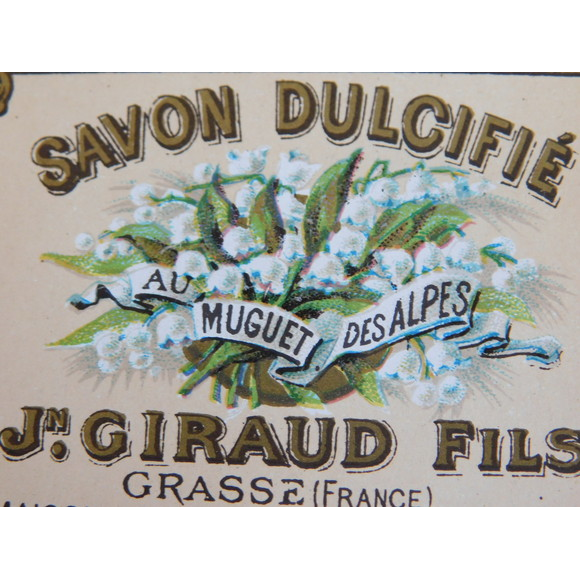 SAVON DULCIFIÉ
AU MUGUET DES ALPES
JN. GIRAUD FILS
GRASSE (FRANCE)